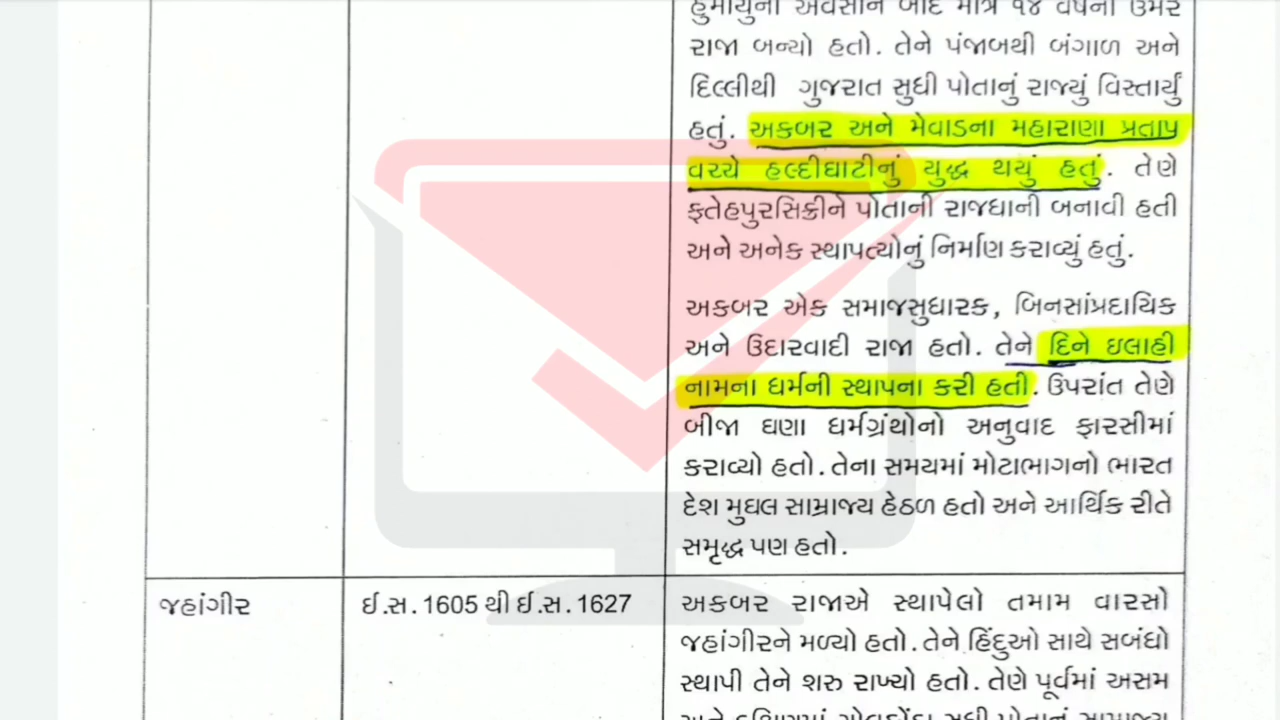 હુમાયુના અવસાન બાદ માત્ર ૧૪ વર્ષની ઉંમરે
રાજા બન્યો હતો. તેને પંજાબથી બંગાળ અને
દિલ્લીથી ગુજરાત સુધી પોતાનું રાજ્યું વિસ્તાર્યું
હતું. અકબર અને મેવાડના મહારાણા પ્રતાપ
વચ્ચે હલ્દીઘાટીનું યુદ્ધ થયું હતું. તેણે
ફતેહપુરસિક્રીને પોતાની રાજધાની બનાવી હતી
અને અનેક સ્થાપત્યોનું નિર્માણ કરાવ્યું હતું.
અકબર એક સમાજસુધારક, બિનસાંપ્રદાયિક
અને ઉદારવાદી રાજા હતો. તેને દિને ઇલાહી
નામના ધર્મની સ્થાપના કરી હતી. ઉપરાંત તેણે
બીજા ઘણા ધર્મગ્રંથોનો અનુવાદ ફારસીમાં
કરાવ્યો હતો. તેના સમયમાં મોટાભાગનો ભારત
દેશ મુઘલ સામ્રાજ્ય હેઠળ હતો અને આર્થિક રીતે
સમૃદ્ધ પણ હતો.
જહાંગીર
ઈ.સ. 1605 થી ઈ.સ. 1627
અકબર રાજાએ સ્થાપેલો તમામ વારસો
જહાંગીરને મળ્યો હતો. તેને હિંદુઓ સાથે સબંધો
સ્થાપી તેને શરુ રાખ્યો હતો. તેણે પૂર્વમાં અસમ